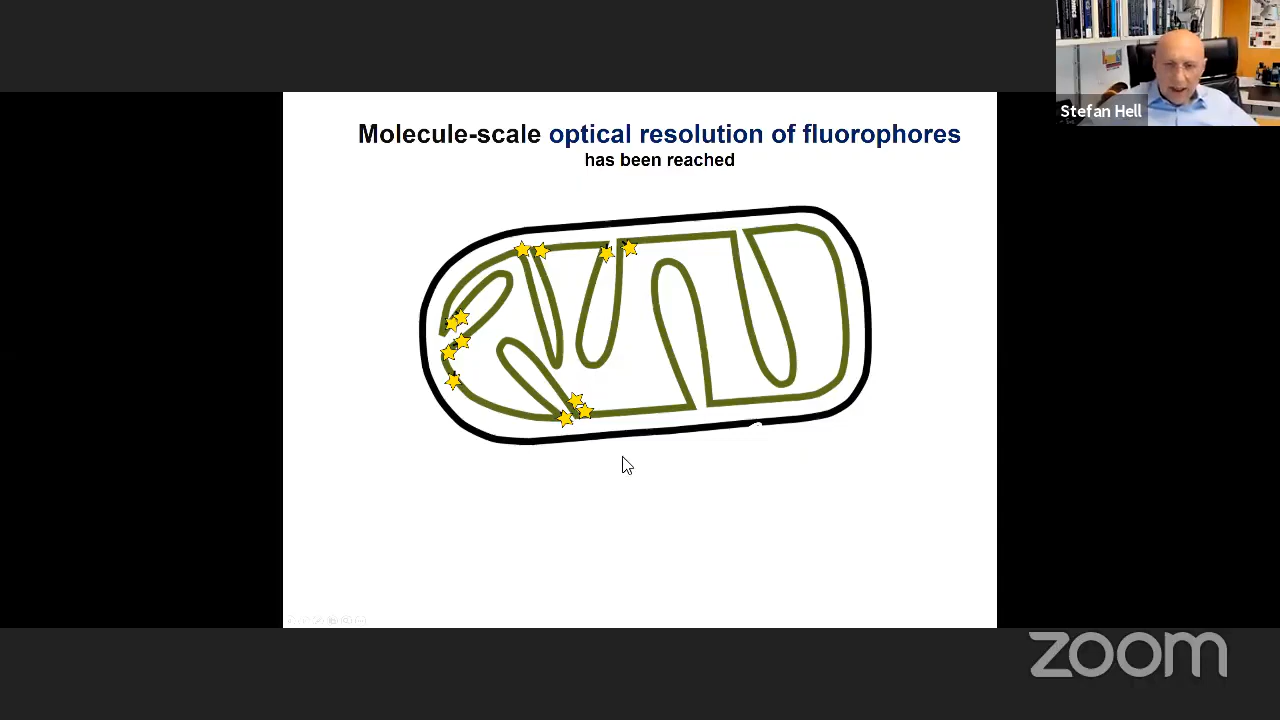 Stefan Hell
Molecule-scale optical resolution of fluorophores
has been reached
zoom